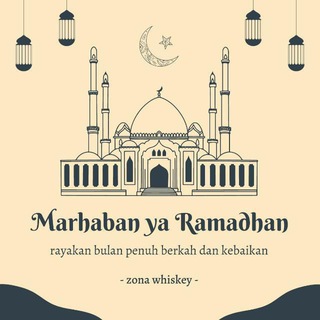 Marhaban ya Ramadhan
rayakan bulan penuh berkah dan kebaikan
- zona whiskey -